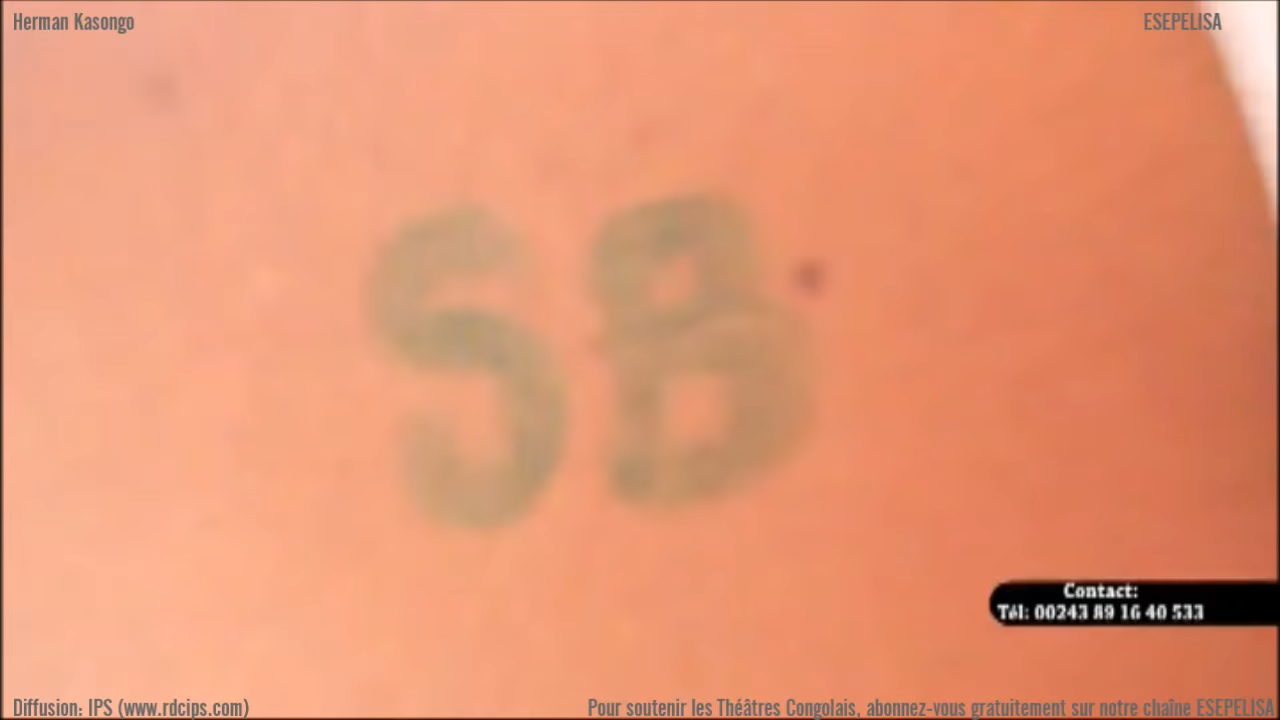 Herman Kasongo
ESEPELISA
SB
Contact:
Tél: 00243 89 16 40 533
Diffusion: IPS (www.rdcips.com)
Pour soutenir les Théâtres Congolais, abonnez-vous gratuitement sur notre chaîne ESEPELISA